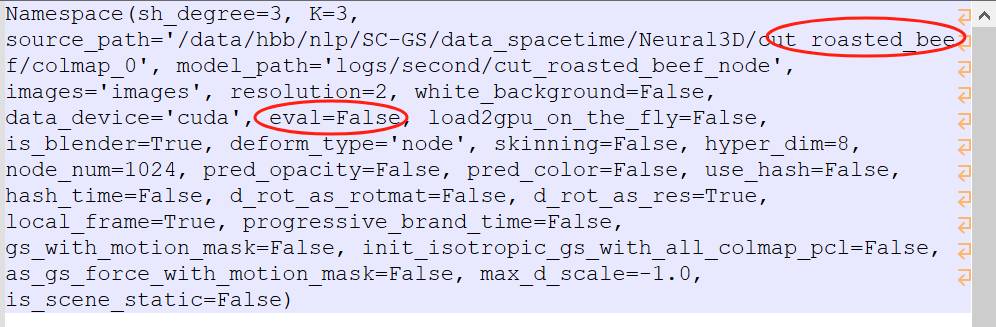 Namespace(sh_degree=3, K=3,
source_path='/data/hbb/nlp/SC-GS/data_spacetime/Neural3D/cut_roasted_bee
f/colmap_0', model_path='logs/second/cut_roasted_beef_node',
images='images', resolution=2, white_background=False,
data_device='cuda', eval=False, load2gpu_on_the_fly=False,
is_blender=True, deform_type='node', skinning=False, hyper_dim=8,
node_num=1024, pred_opacity=False, pred_color=False, use_hash=False,
hash_time=False, d_rot_as_rotmat=False, d_rot_as_res=True,
local_frame=True, progressive_brand_time=False,
gs_with_motion_mask=False, init_isotropic_gs_with_all_colmap_pcl=False,
as_gs_force_with_motion_mask=False, max_d_scale=-1.0,
is_scene_static=False)